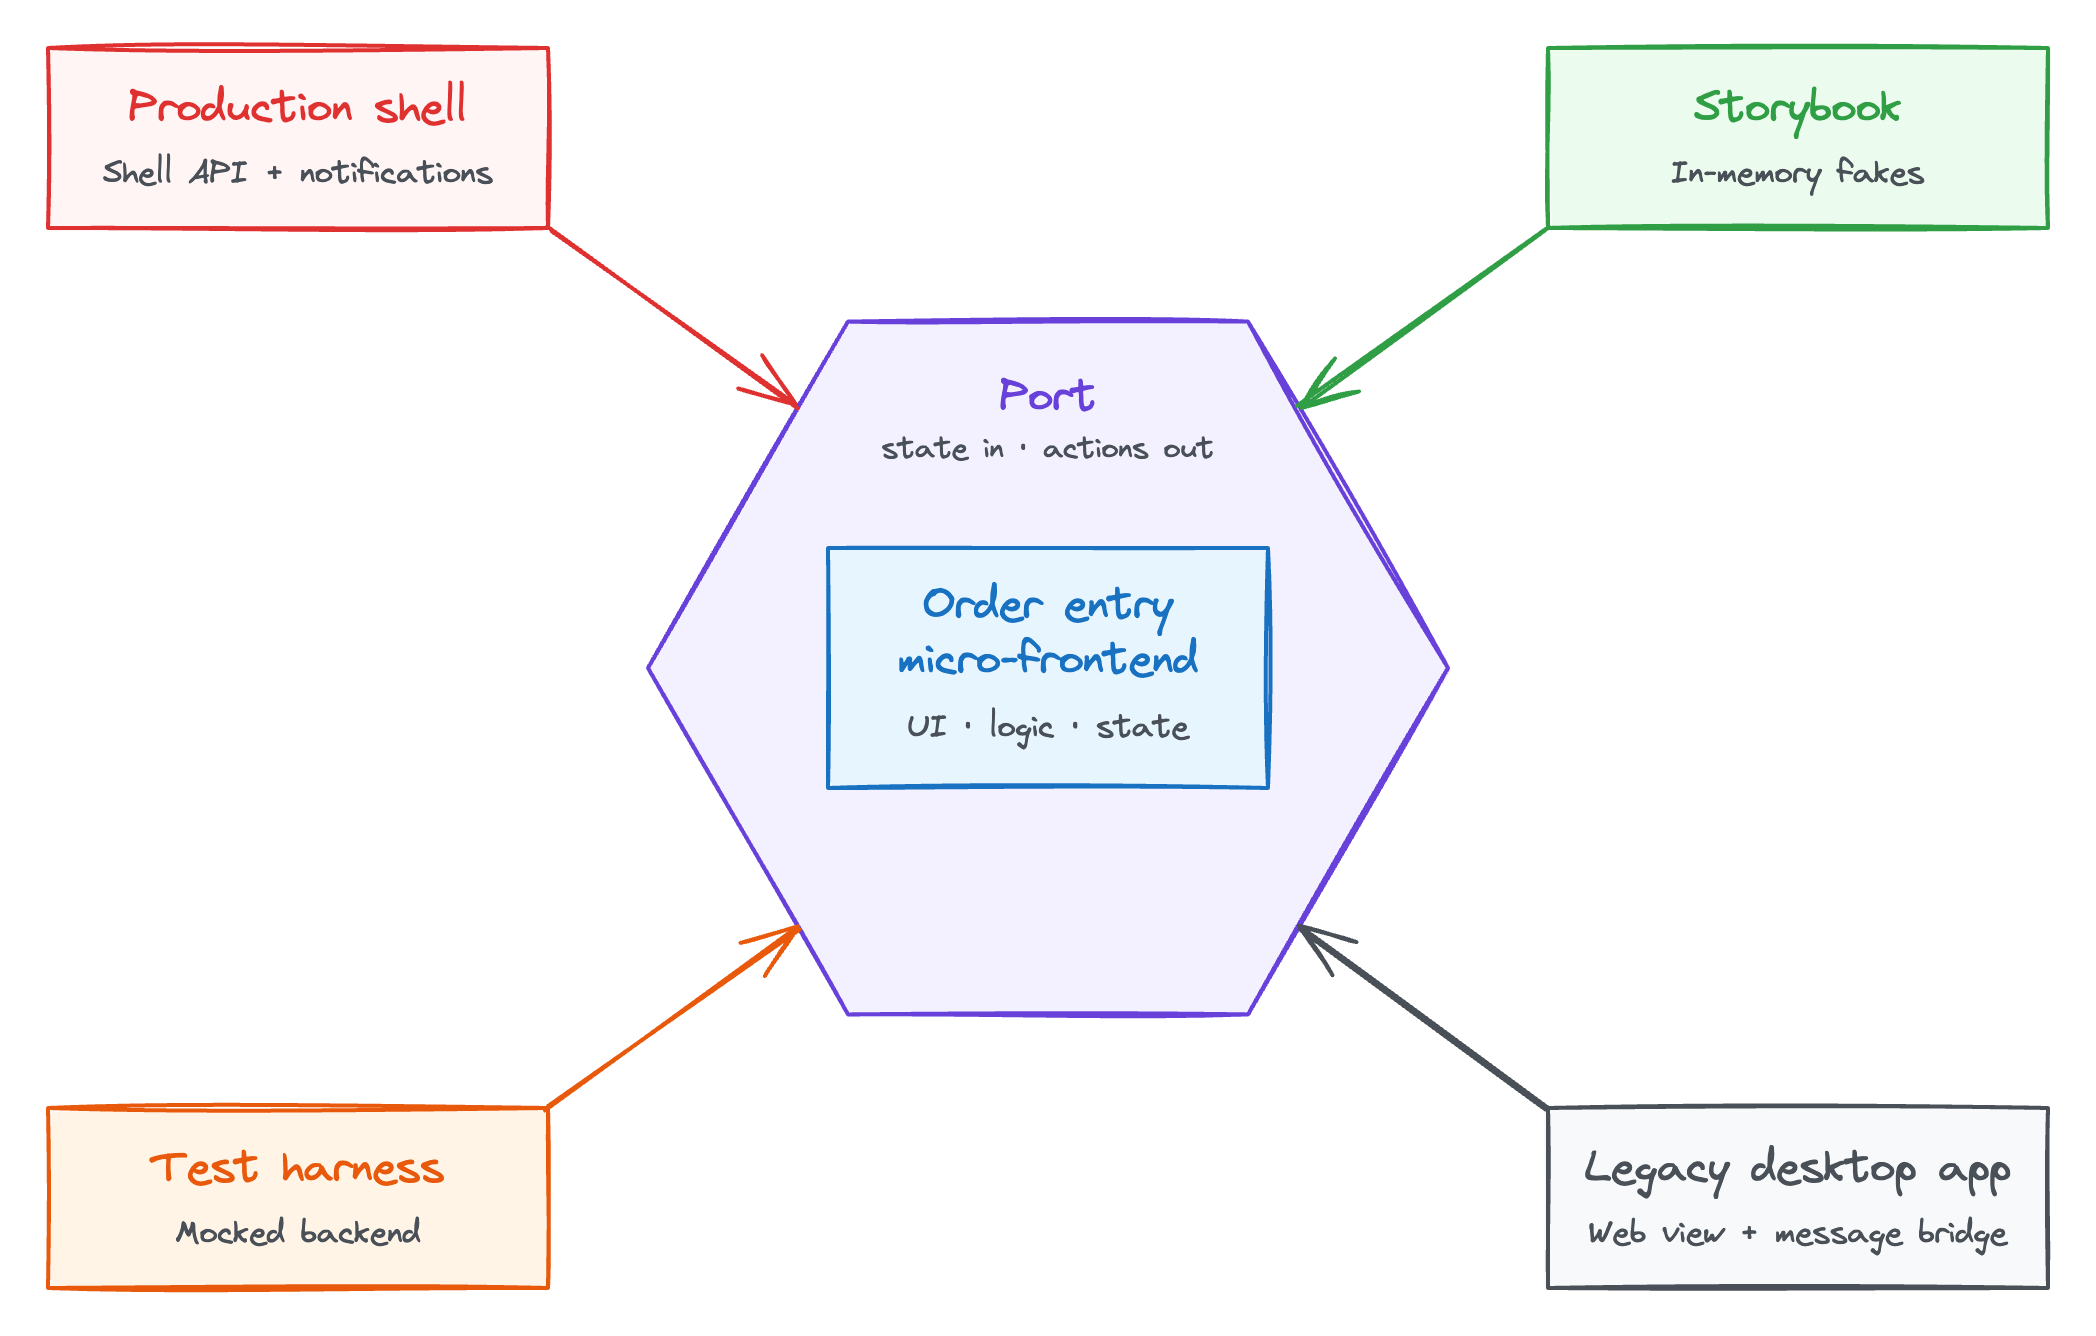 Production shell
Shell API + notifications
Storybook
In-memory fakes
Port
state in · actions out
Order entry
micro-frontend
UI · logic · state
Test harness
Mocked backend
Legacy desktop app
Web view + message bridge